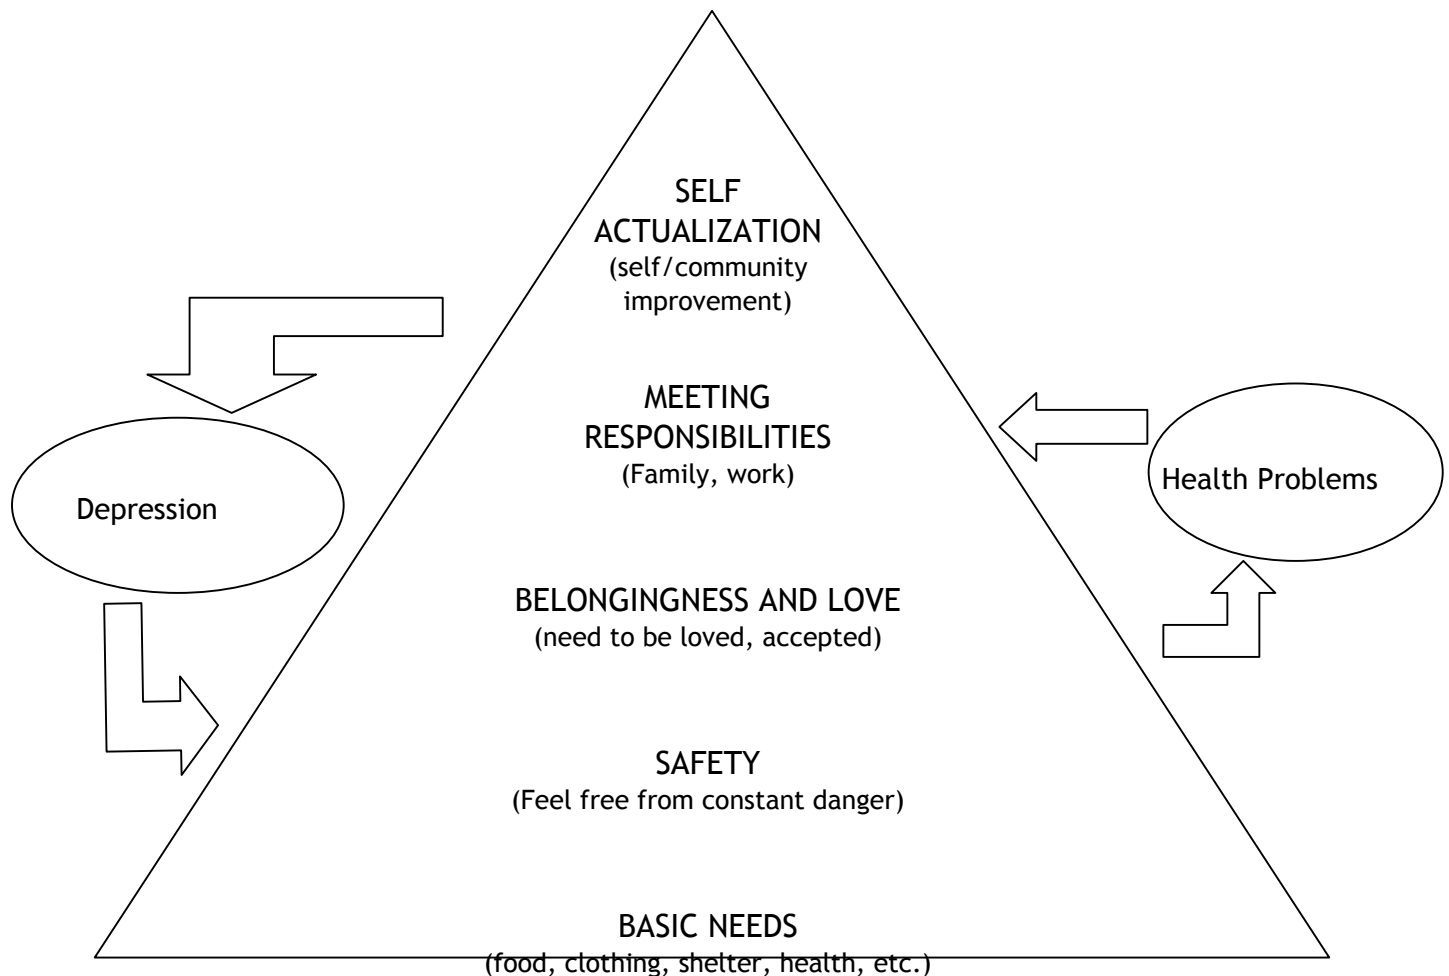 SELF
ACTUALIZATION
(self/community
improvement)
MEETING
RESPONSIBILITIES
(Family, work)
Health Problems
Depression
BELONGINGNESS AND LOVE
(need to be loved, accepted)
SAFETY
(Feel free from constant danger)
BASIC NEEDS
(food, clothing, shelter, health, etc.)